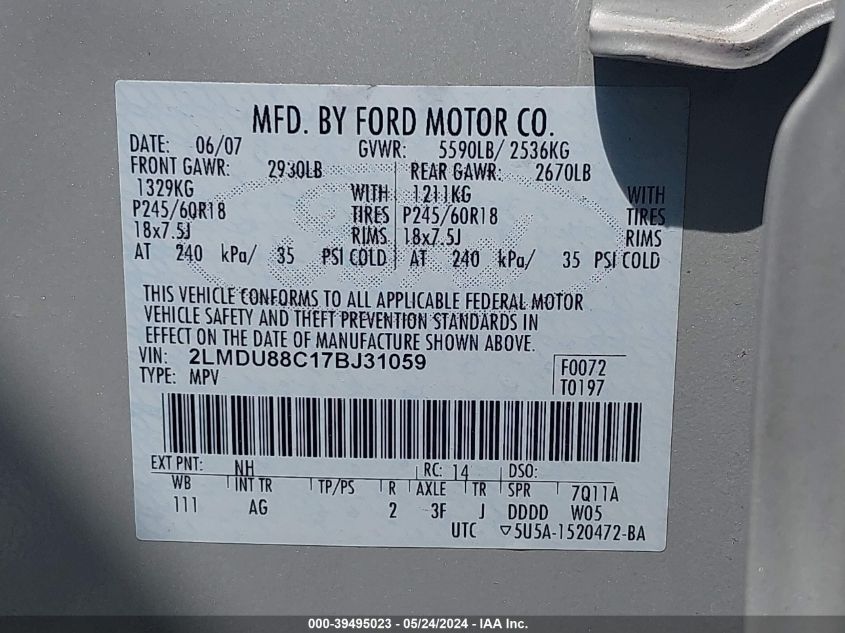 MFD. BY FORD MOTOR CO.
DATE: 06/07 GVWR: 5590LB/ 2536KG
FRONT GAWR: 2930LB REAR GAWR: 2670LB
1329KG WITH 1211KG WITH
P245/60R18 TIRES P245/60R18 TIRES
18x7.5J RIMS 18x7.5J RIMS
AT 240 kPa/ 35 PSI COLD AT 240 kPa/ 35 PSI COLD
THIS VEHICLE CONFORMS TO ALL APPLICABLE FEDERAL MOTOR
VEHICLE SAFETY AND THEFT PREVENTION STANDARDS IN
EFFECT ON THE DATE OF MANUFACTURE SHOWN ABOVE.
VIN: 2LMDU88C17BJ31059 F0072
TYPE: MPV T0197
EXT PNT: NH RC: 14 DSO:
WB INT TR TP/PS R AXLE TR SPR 7Q11A
111 AG 2 3F J DDDD W05
UTC ▽5U5A-1520472-BA
000-39495023 - 05/24/2024 - IAA Inc.